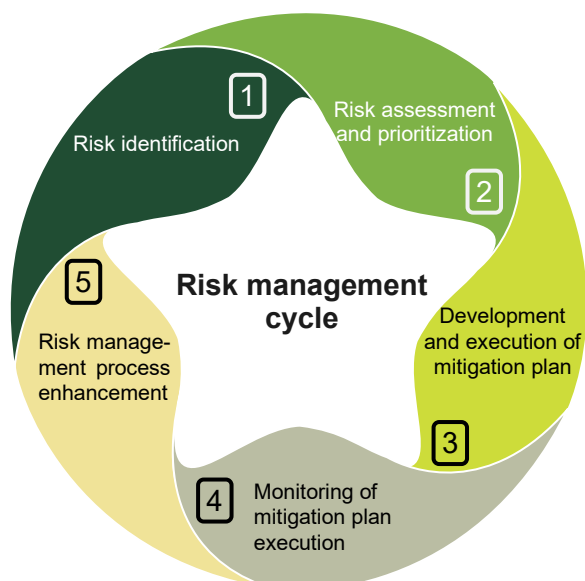 1
Risk identification
Risk assessment
and prioritization
2
Development
and execution of
mitigation plan
3
Monitoring of
mitigation plan
execution
4
5
Risk manage-
ment process
enhancement
Risk management
cycle